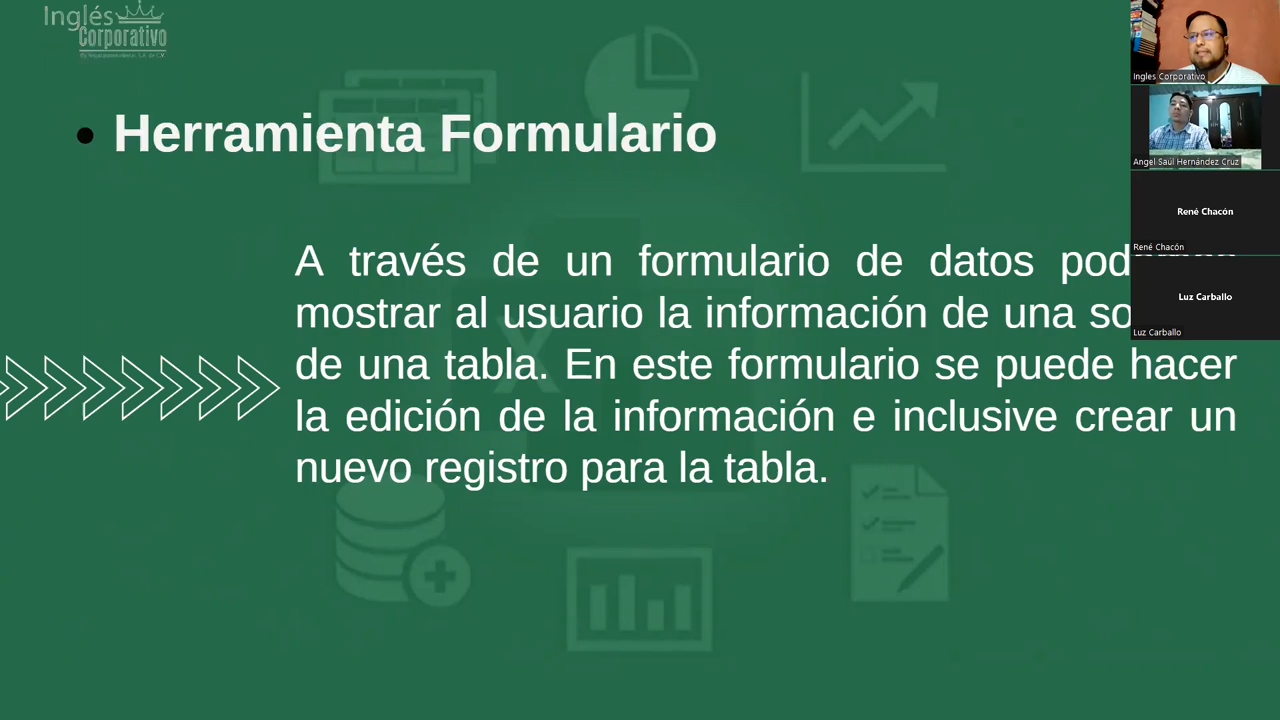 Inglés
Corporativo
Ingles Corporativo
• Herramienta Formulario
Angel Saúl Hernández Cruz
René Chacón
René Chacón
A través de un formulario de datos
Luz Carballo
mostrar al usuario la información de una
Luz Carballo
de una tabla. En este formulario se puede hacer
la edición de la información e inclusive crear un
nuevo registro para la tabla.